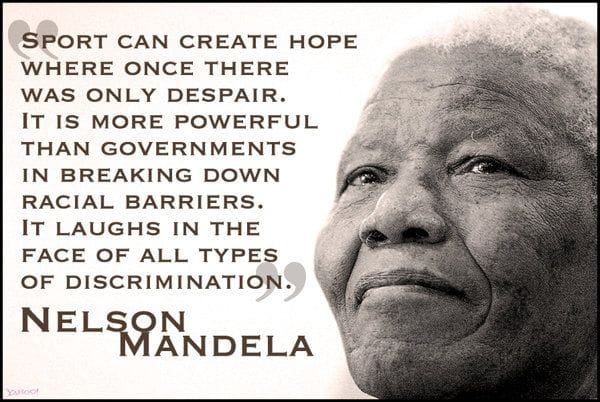 “SPORT CAN CREATE HOPE
WHERE ONCE THERE
WAS ONLY DESPAIR.
IT IS MORE POWERFUL
THAN GOVERNMENTS
IN BREAKING DOWN
RACIAL BARRIERS.
IT LAUGHS IN THE
FACE OF ALL TYPES
OF DISCRIMINATION.”
NELSON
MANDELA
YAHOO!